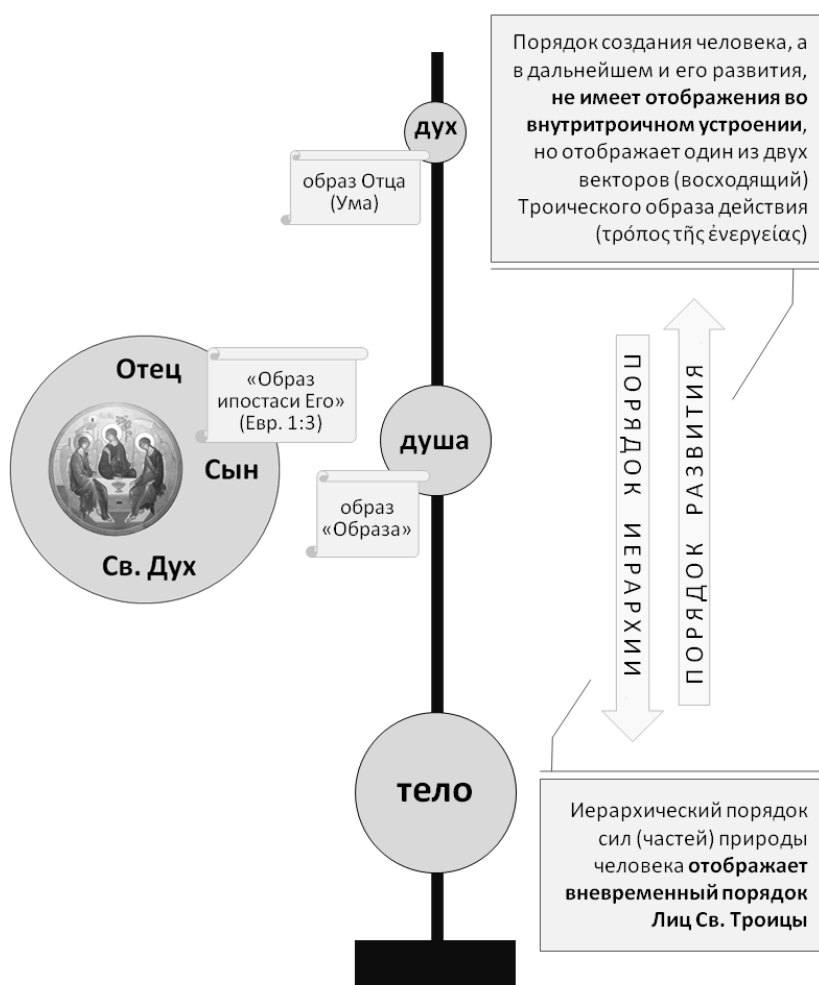 Порядок создания человека, а
в дальнейшем и его развития,
не имеет отображения во
внутритроичном устроении,
но отображает один из двух
векторов (восходящий)
Троического образа действия
(τρόπος τῆς ἐνεργείας)
дух
образ Отца
(Ума)
Отец
Сын
Св. Дух
«Образ
ипостаси Его»
(Евр. 1:3)
душа
образ
«Образа»
ПОРЯДОК ИЕРАРХИИ
ПОРЯДОК РАЗВИТИЯ
тело
Иерархический порядок
сил (частей) природы
человека отображает
вневременный порядок
Лиц Св. Троицы